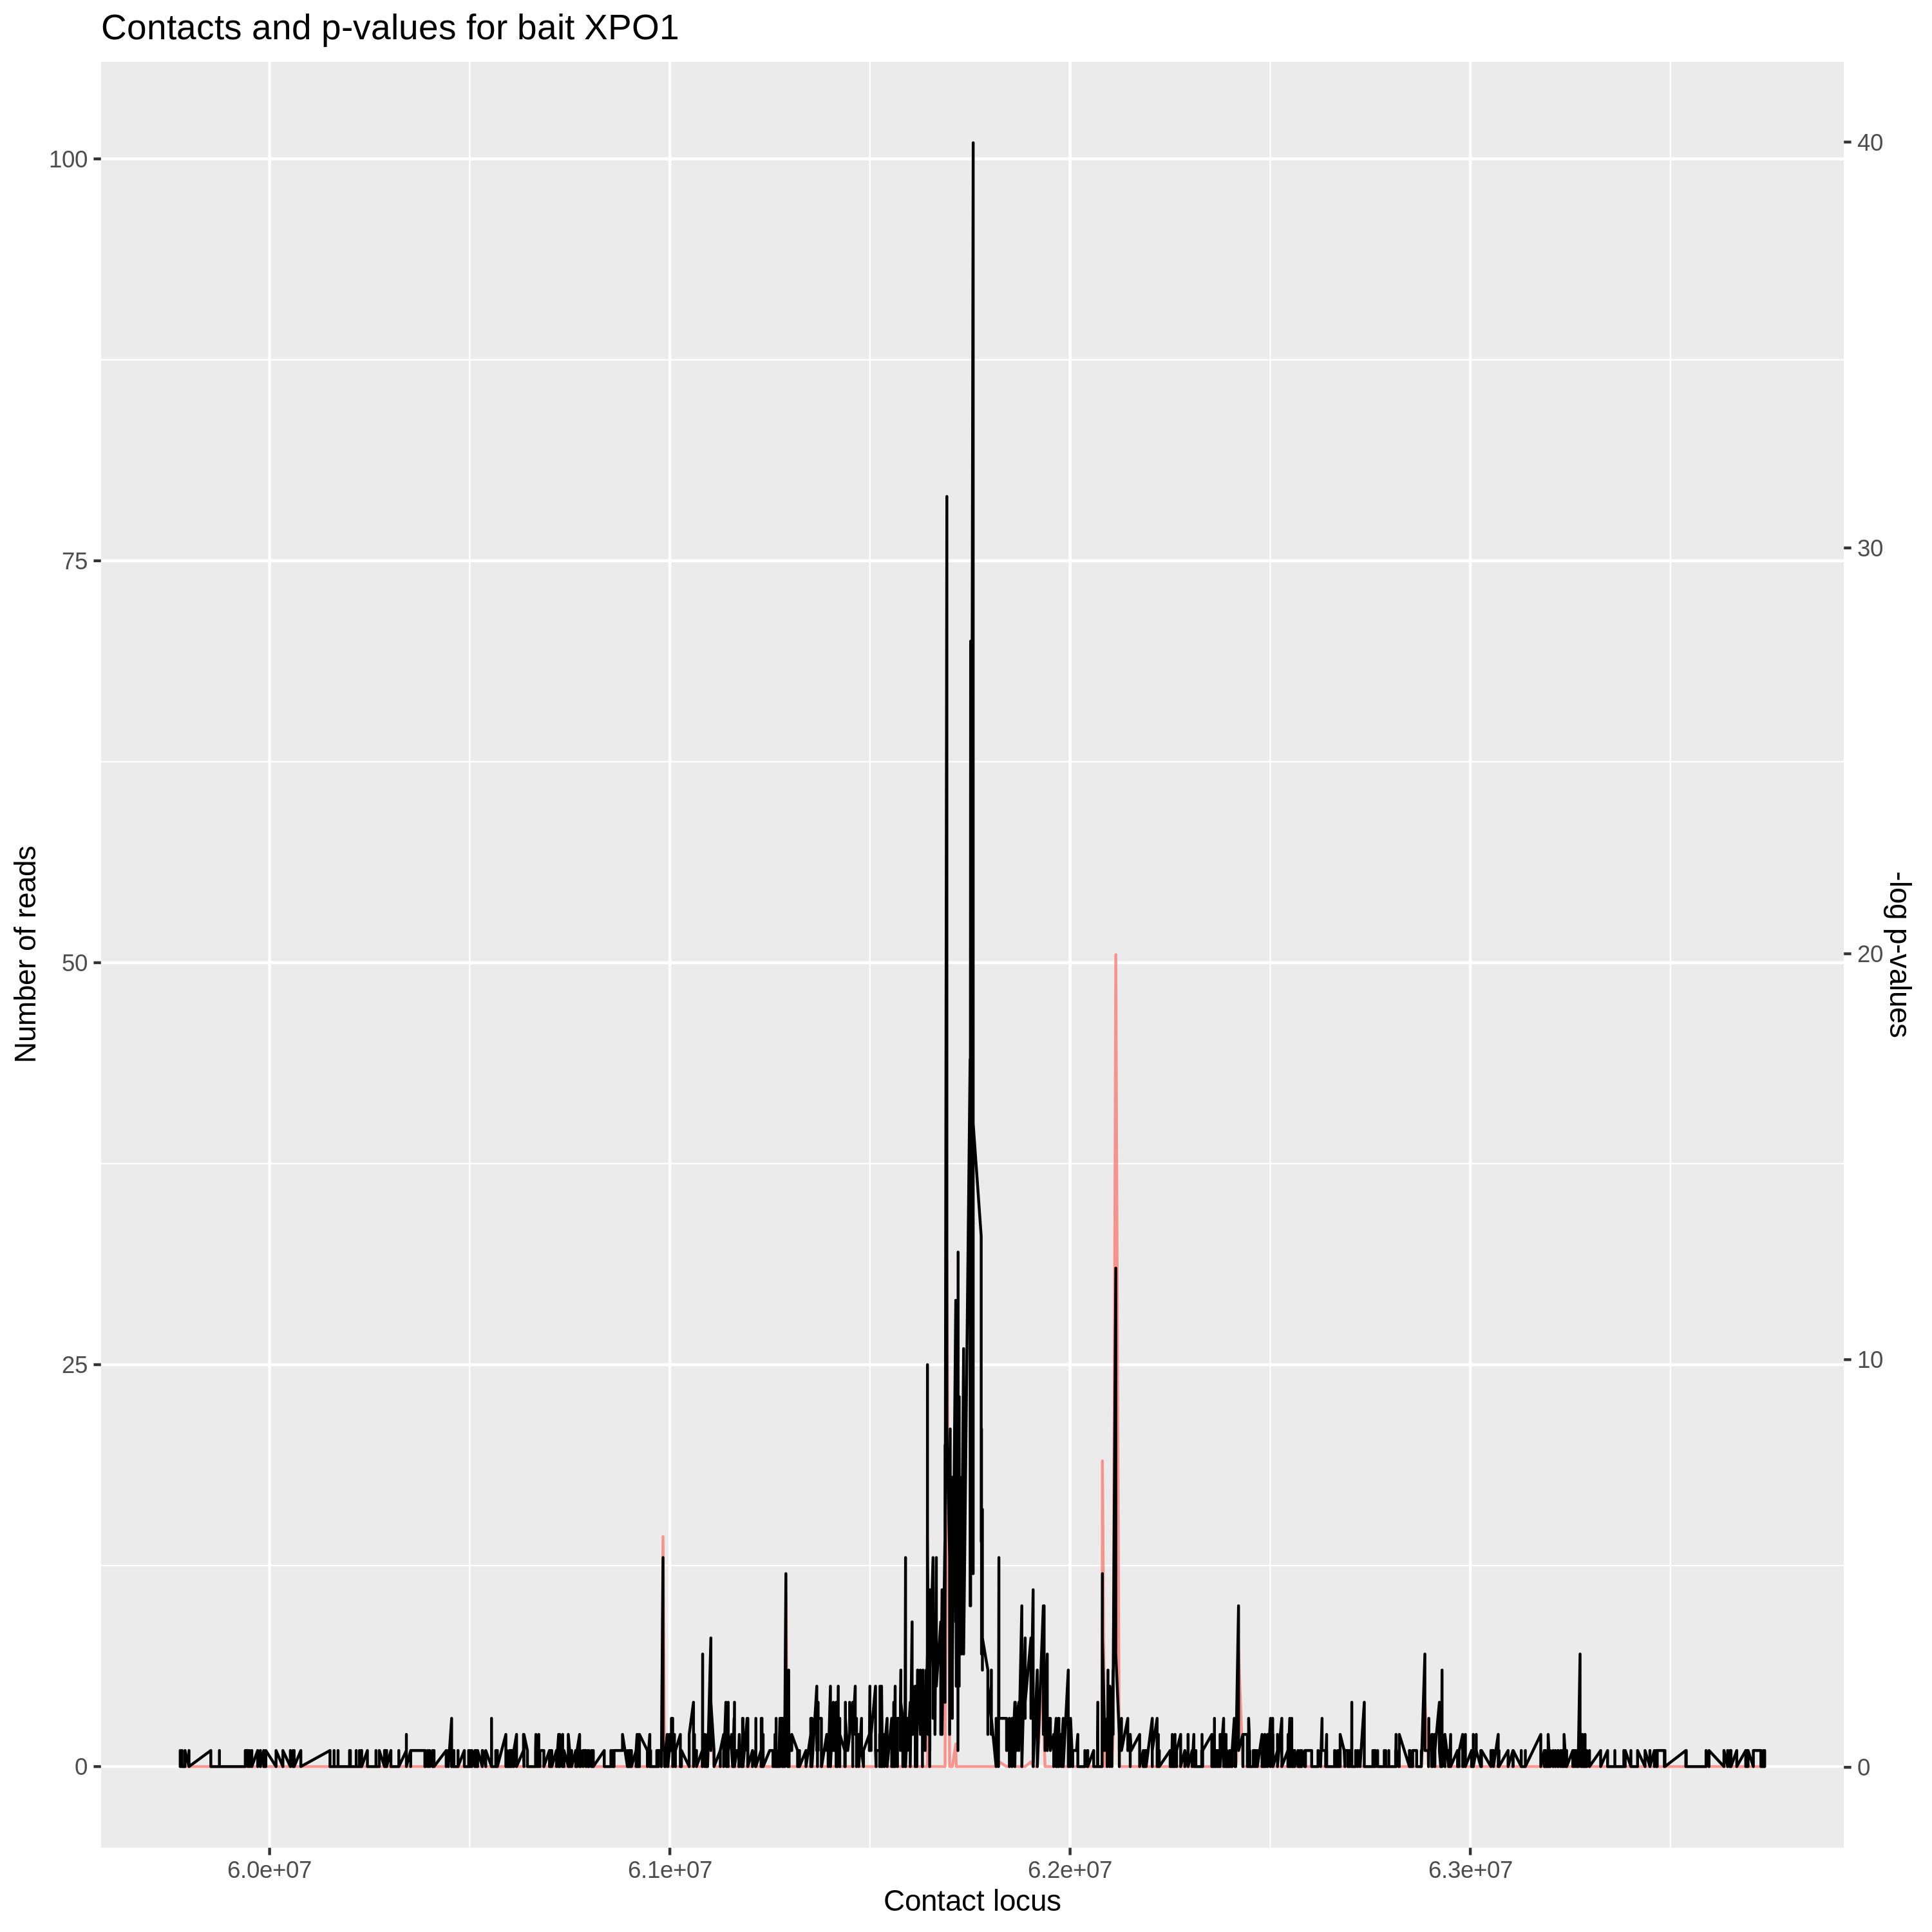 Contacts and p-values for bait XPO1
100
75
50
25
0
Number of reads
40
30
20
10
0
-log p-values
6.0e+07
6.1e+07
6.2e+07
6.3e+07
Contact locus